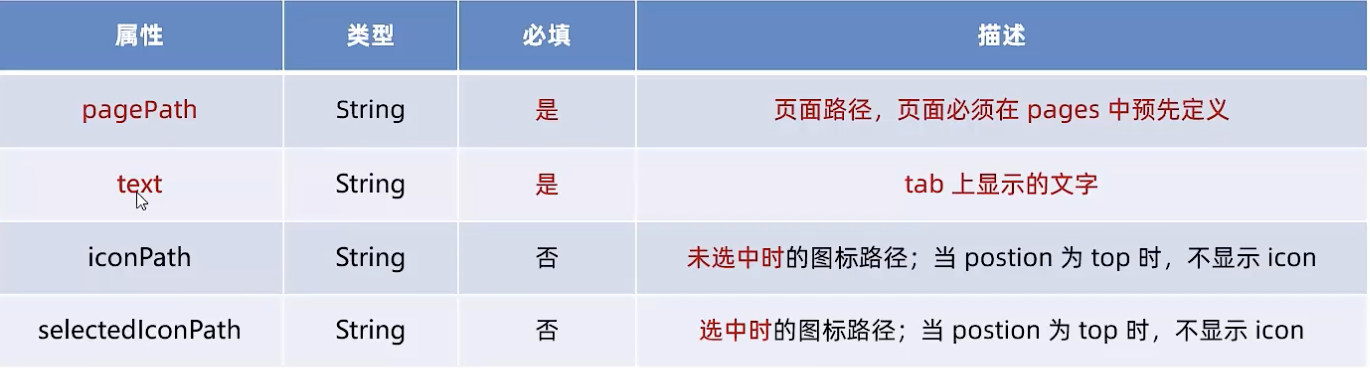 属性 类型 必填 描述
pagePath String 是 页面路径，页面必须在 pages 中预先定义
text String 是 tab 上显示的文字
iconPath String 否 未选中时的图标路径；当 postion 为 top 时，不显示 icon
selectedIconPath String 否 选中时的图标路径；当 postion 为 top 时，不显示 icon